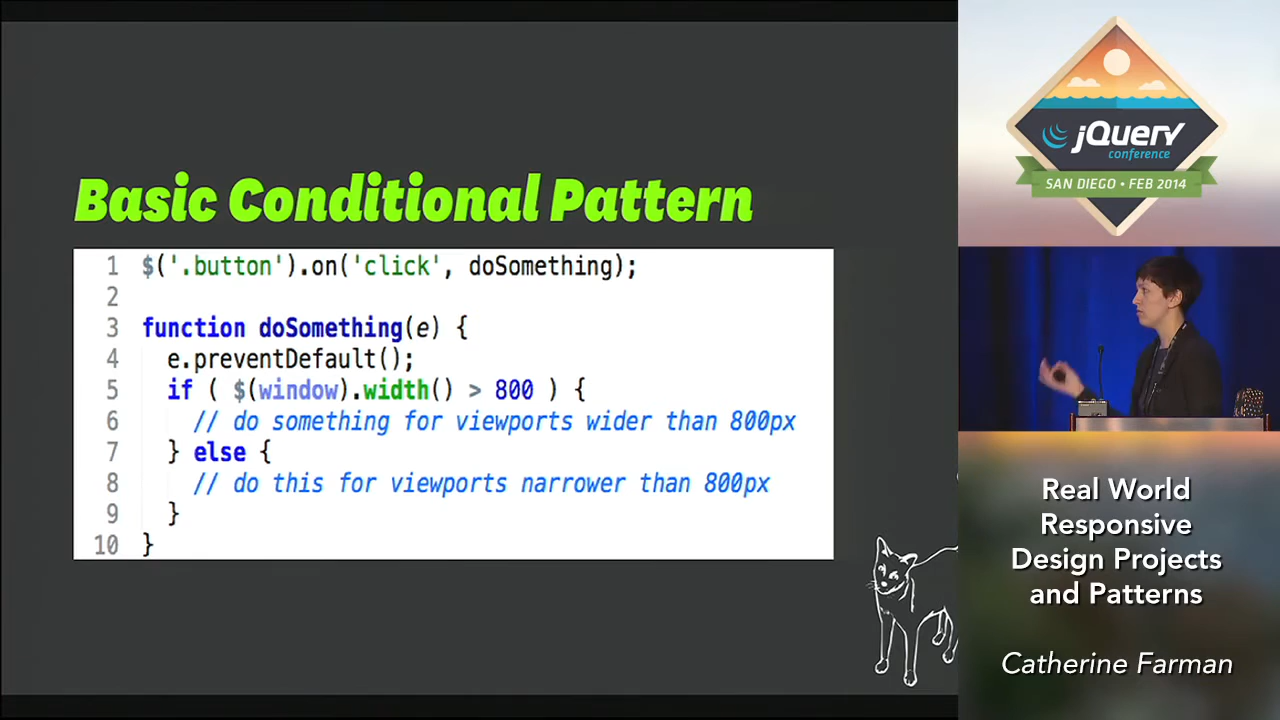 Basic Conditional Pattern
1 $('.button').on('click', doSomething);
2
3 function doSomething(e) {
4   e.preventDefault();
5   if ( $(window).width() > 800 ) {
6     // do something for viewports wider than 800px
7   } else {
8     // do this for viewports narrower than 800px
9   }
10 }
jQuery
conference
SAN DIEGO • FEB 2014
Real World
Responsive
Design Projects
and Patterns
Catherine Farman